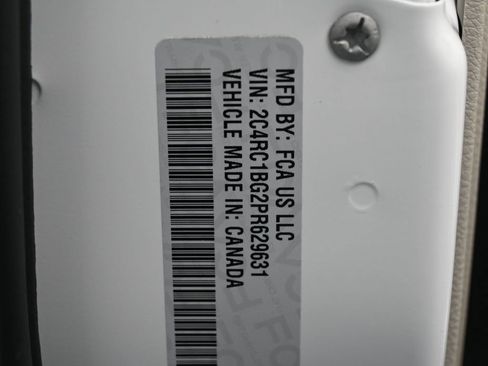 MFD BY: FCA US LLC
VIN: 2C4RC1BG2PR629631
VEHICLE MADE IN: CANADA